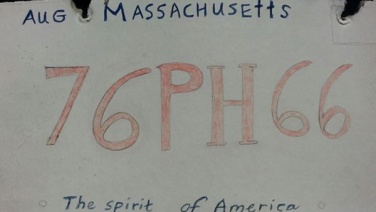 AUG MASSACHUSEttS
76PH66
The spirit of America